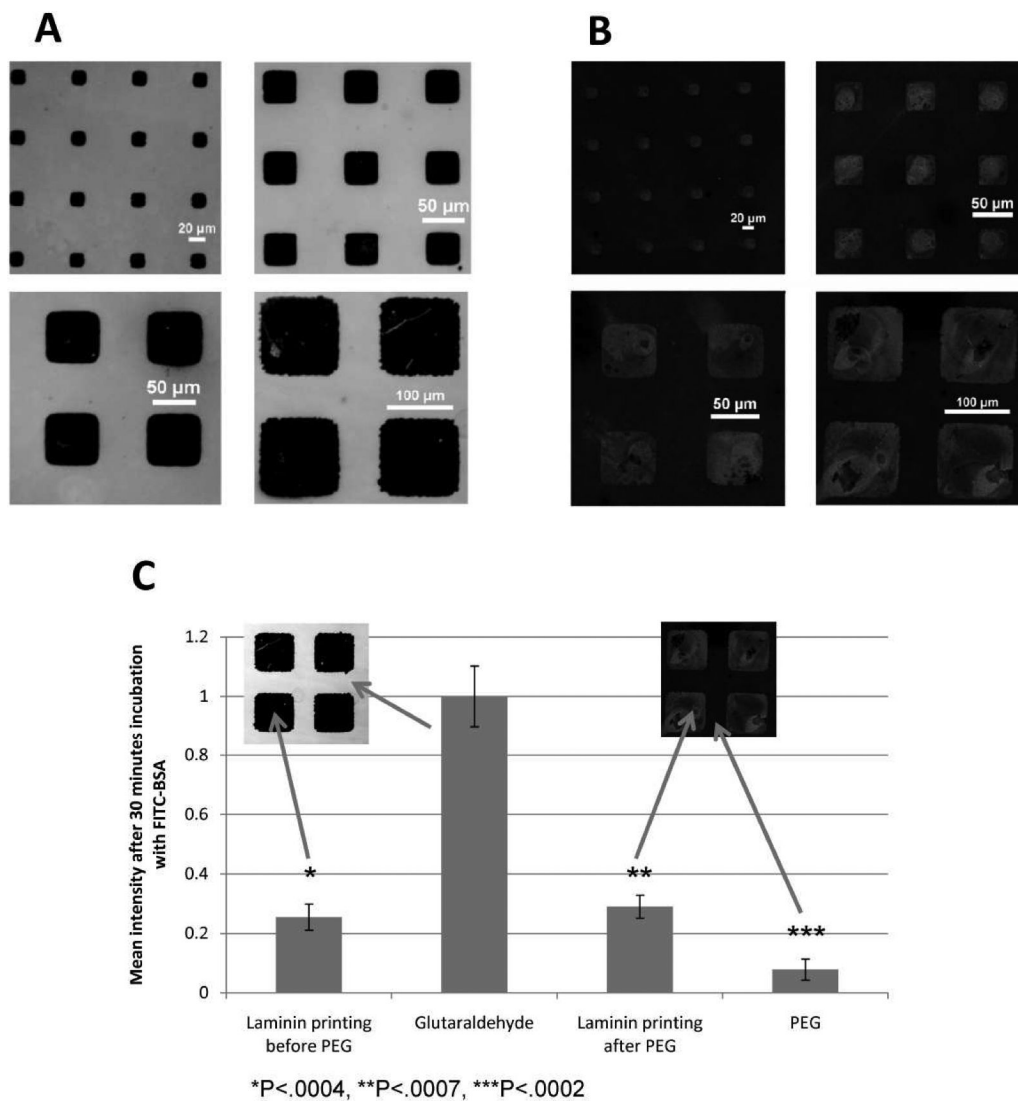 A
B
20 µm
50 µm
20 µm
50 µm
50 µm
100 µm
50 µm
100 µm
C
Mean intensity after 30 minutes incubation
with FITC-BSA
1.2
1
0.8
0.6
0.4
0.2
0
*
**
***
Laminin printing
before PEG
Glutaraldehyde
Laminin printing
after PEG
PEG
*P<.0004, **P<.0007, ***P<.0002